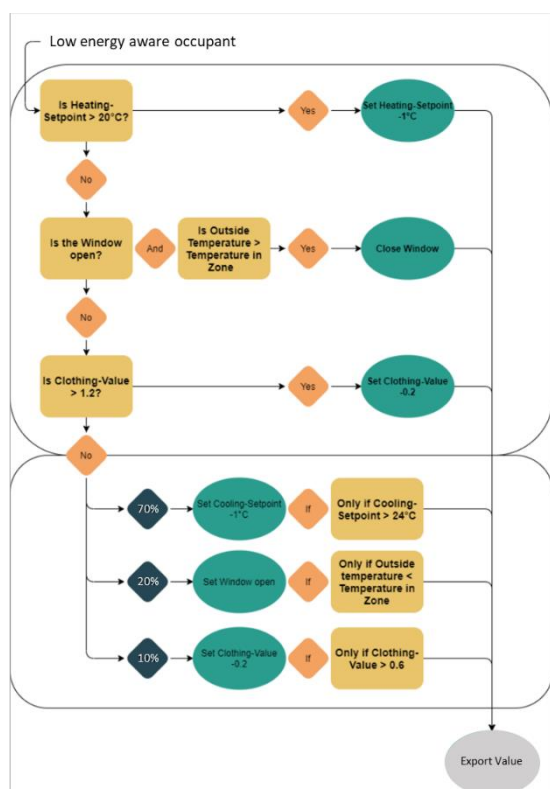 Low energy aware occupant
Is Heating-
Setpoint > 20°C?
Yes
Set Heating-Setpoint
-1°C
No
Is the Window
open?
And
Is Outside
Temperature >
Temperature in
Zone
Yes
Close Window
No
Is Clothing-Value
> 1.2?
Yes
Set Clothing-Value
-0.2
No
70%
Set Cooling-Setpoint
-1°C
If
Only if Cooling-
Setpoint > 24°C
20%
Set Window open
If
Only if Outside
temperature <
Temperature in
Zone
10%
Set Clothing-Value
-0.2
If
Only if Clothing-
Value > 0.6
Export Value